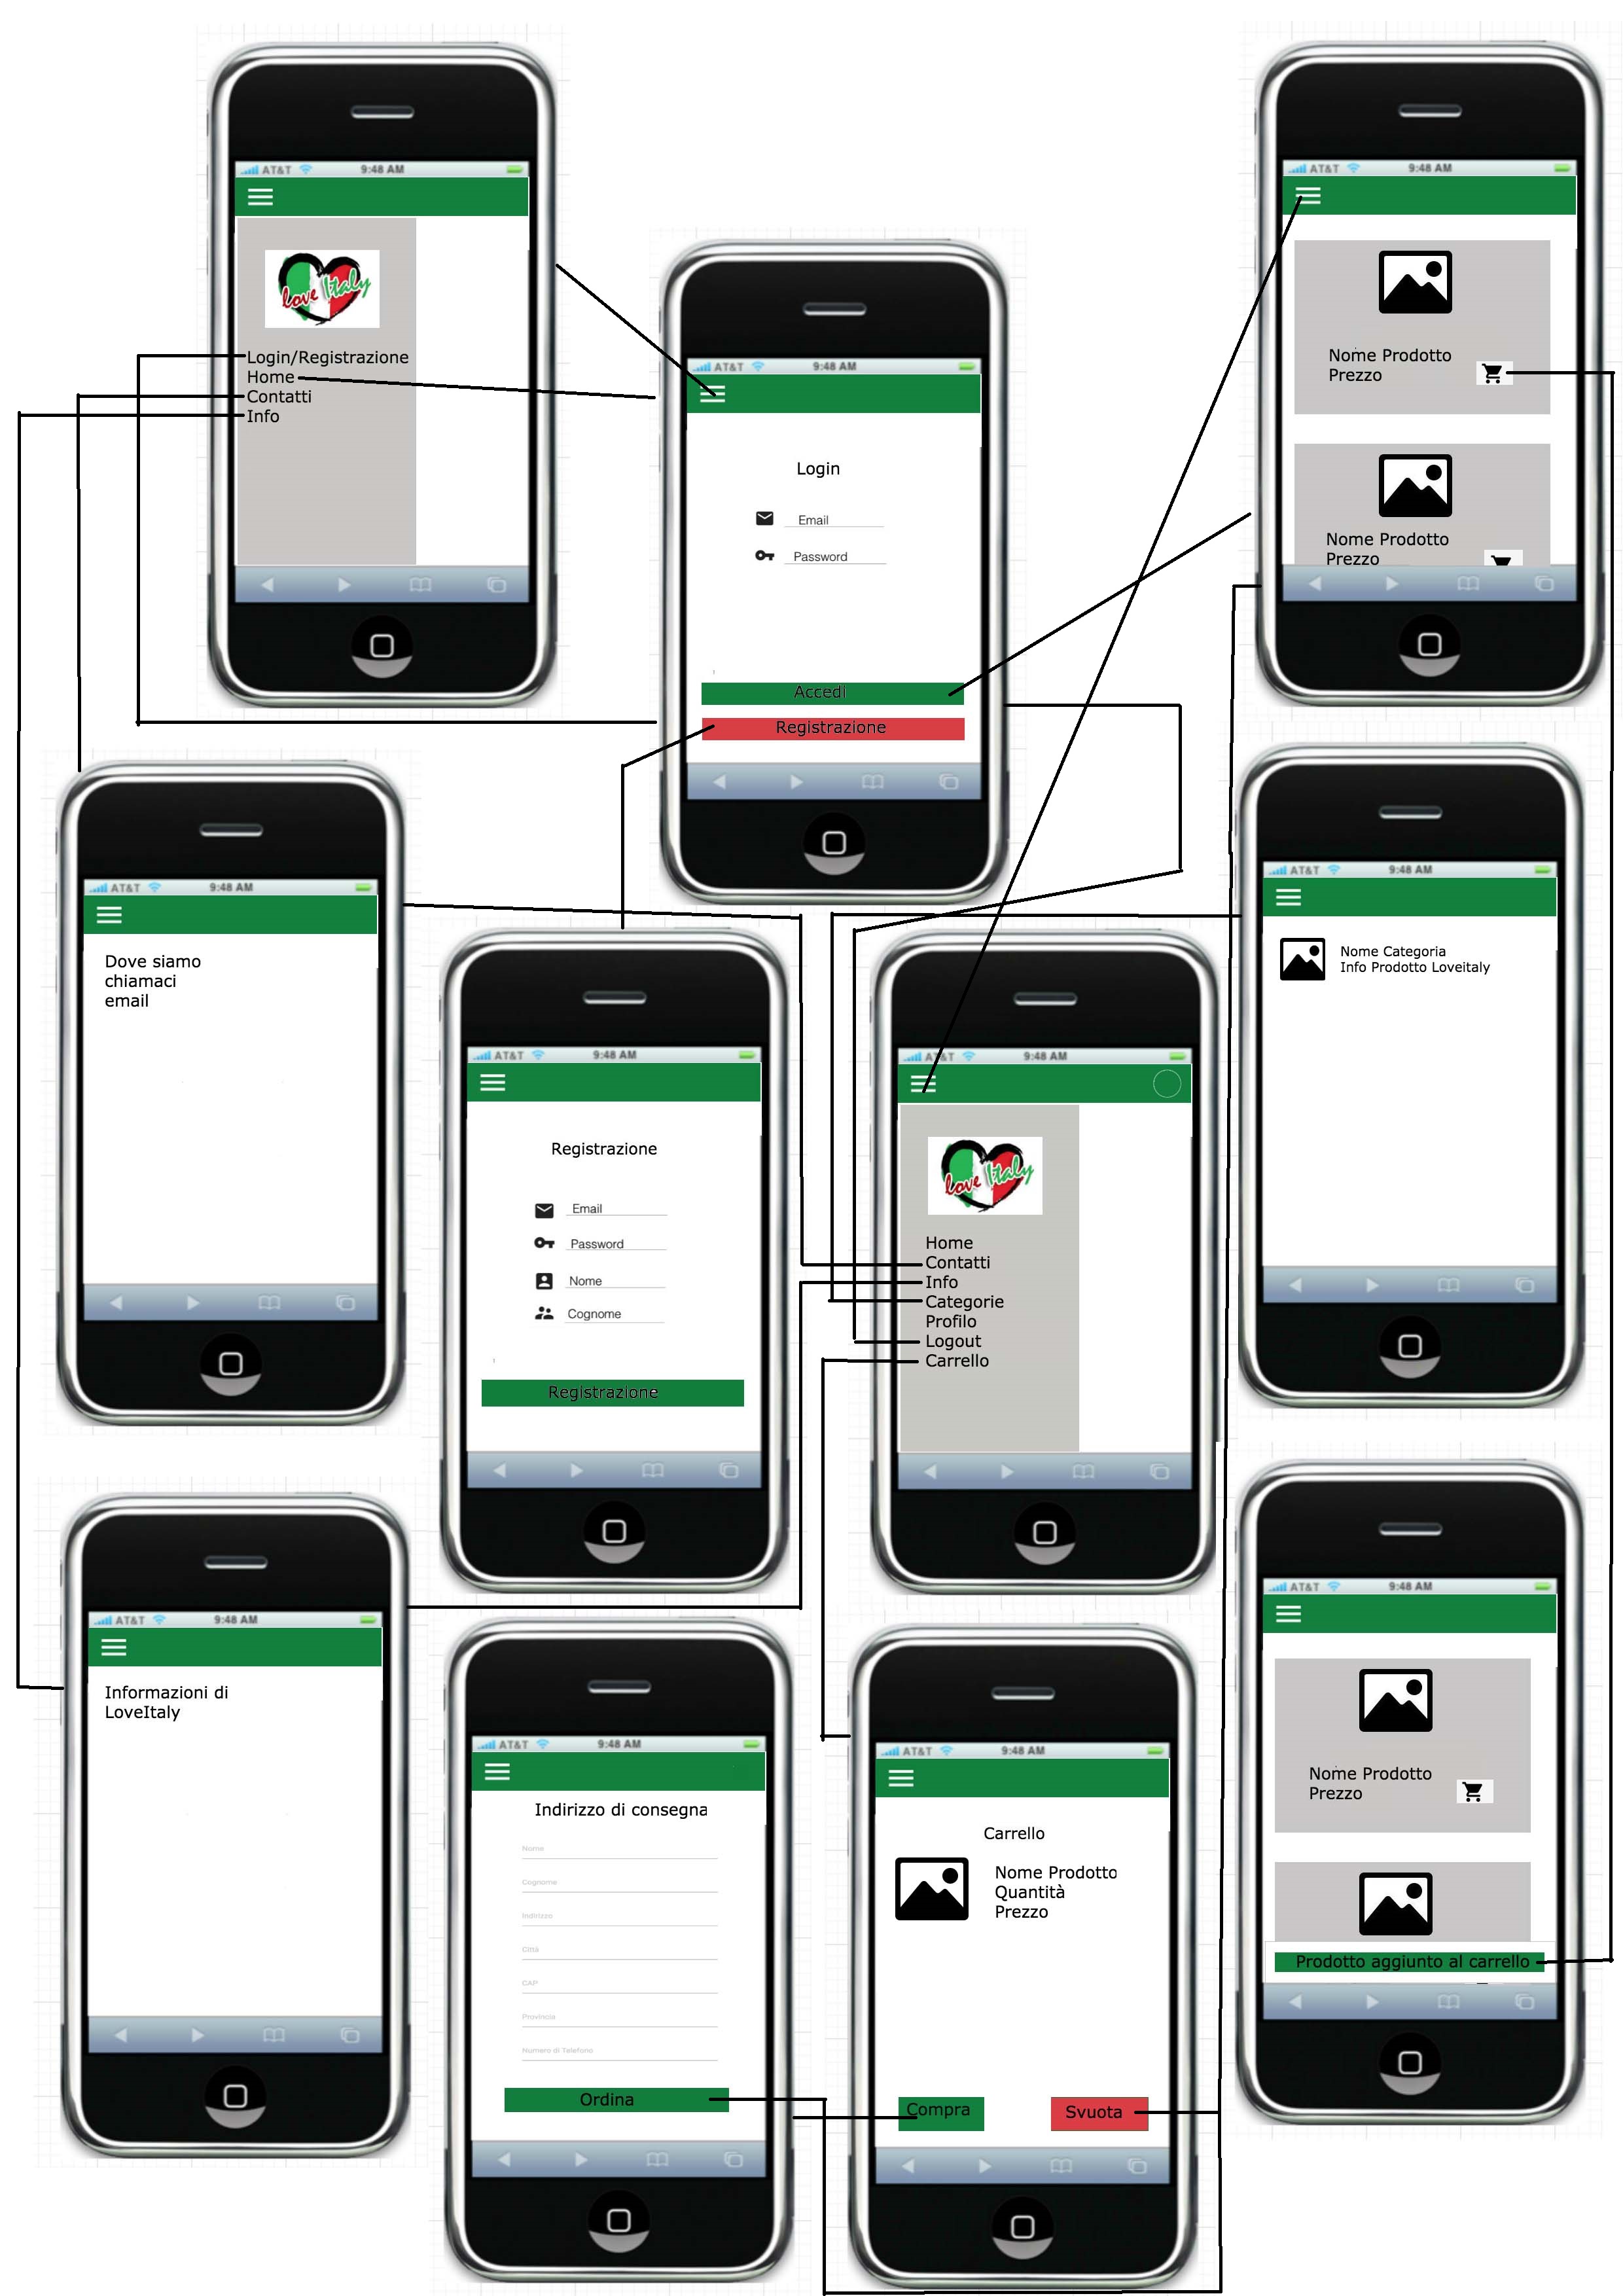 AT&T 9:48 AM
love Italy
Login/Registrazione
Home
Contatti
Info
AT&T 9:48 AM
Login
Email
Password
Accedi
Registrazione
AT&T 9:48 AM
Nome Prodotto
Prezzo
Nome Prodotto
Prezzo
AT&T 9:48 AM
Dove siamo
chiamaci
email
AT&T 9:48 AM
Registrazione
Email
Password
Nome
Cognome
Registrazione
AT&T 9:48 AM
love Italy
Home
Contatti
Info
Categorie
Profilo
Logout
Carrello
AT&T 9:48 AM
Nome Categoria
Info Prodotto Loveitaly
AT&T 9:48 AM
Informazioni di
LoveItaly
AT&T 9:48 AM
Indirizzo di consegna
Nome
Cognome
Indirizzo
Città
CAP
Provincia
Numero di Telefono
Ordina
AT&T 9:48 AM
Carrello
Nome Prodotto
Quantità
Prezzo
Compra
Svuota
AT&T 9:48 AM
Nome Prodotto
Prezzo
Prodotto aggiunto al carrello